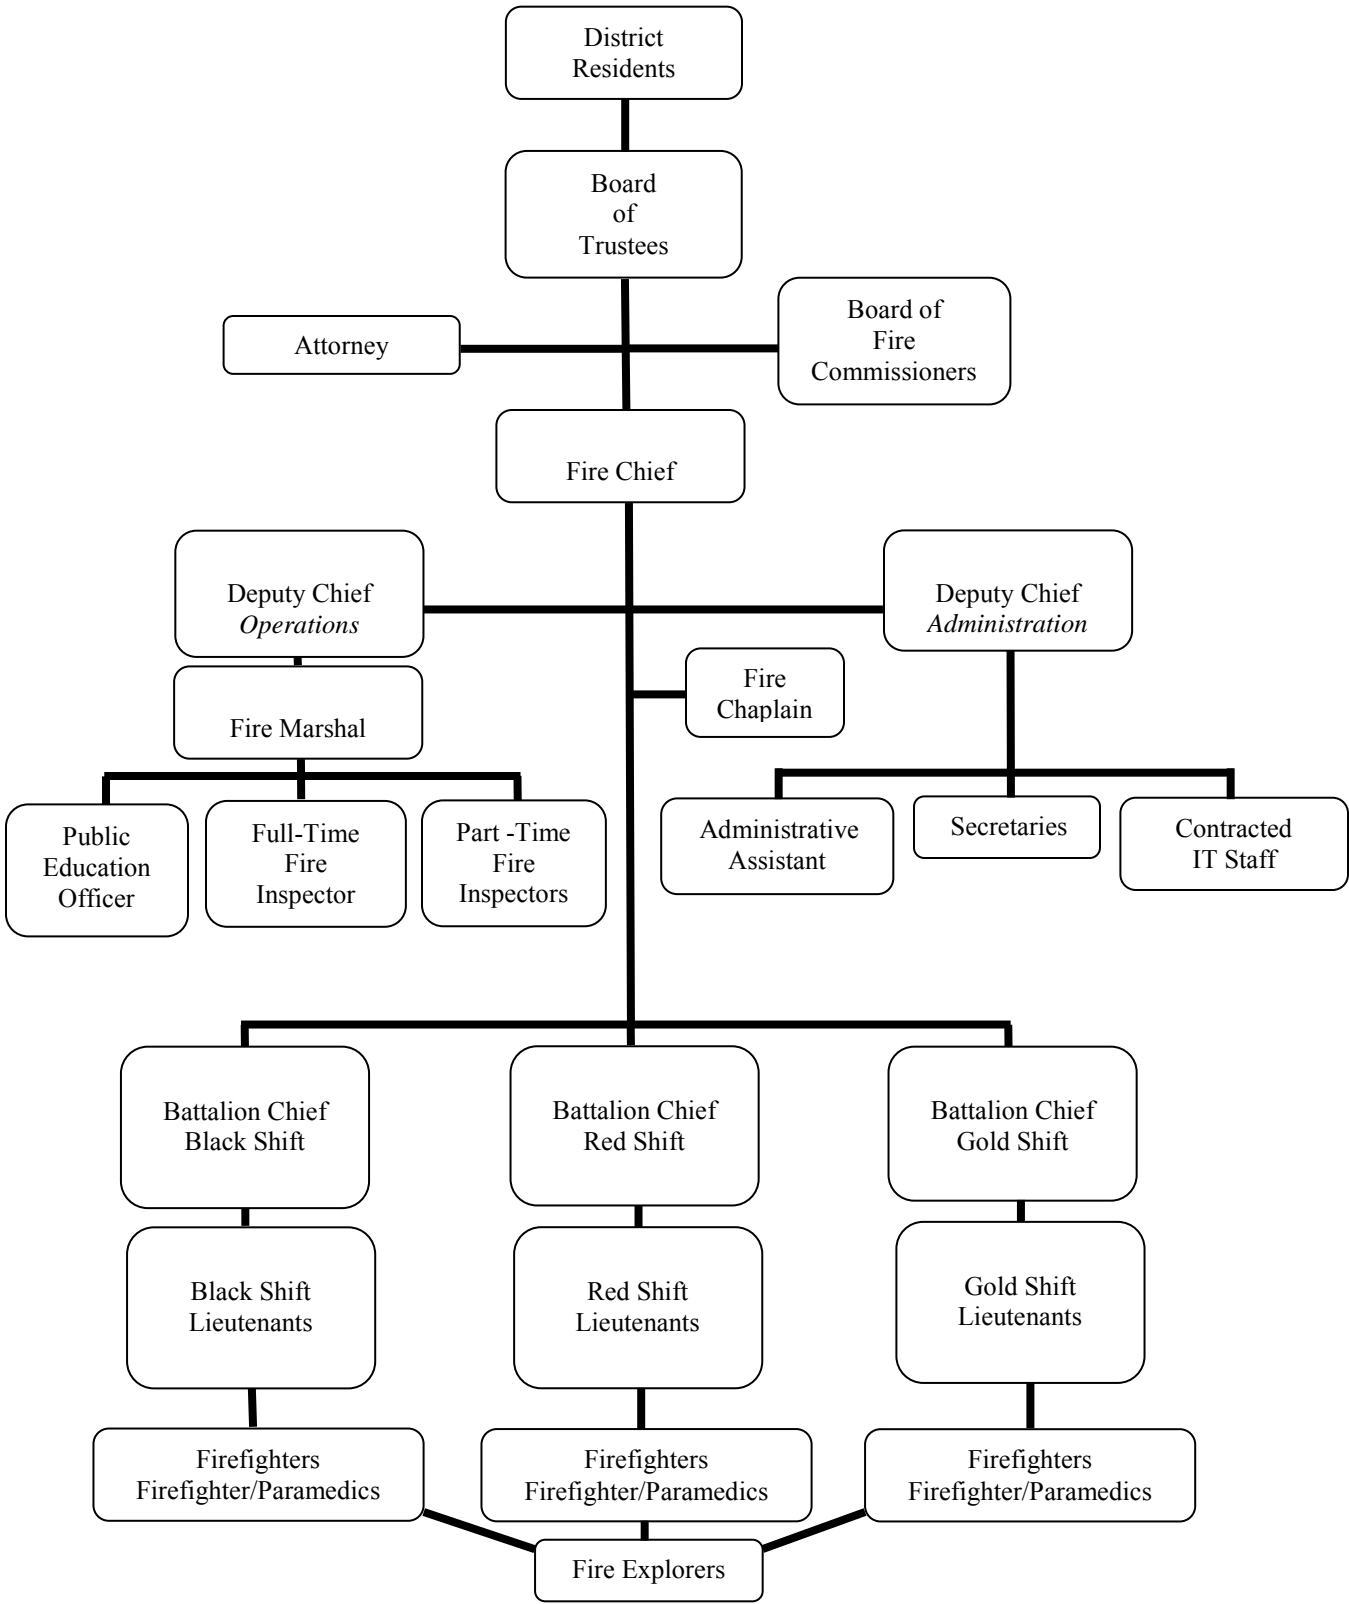 District
Residents
Board
of
Trustees
Attorney
Board of
Fire
Commissioners
Fire Chief
Deputy Chief
Operations
Deputy Chief
Administration
Fire
Chaplain
Fire Marshal
Public
Education
Officer
Full-Time
Fire
Inspector
Part -Time
Fire
Inspectors
Administrative
Assistant
Secretaries
Contracted
IT Staff
Battalion Chief
Black Shift
Battalion Chief
Red Shift
Battalion Chief
Gold Shift
Black Shift
Lieutenants
Red Shift
Lieutenants
Gold Shift
Lieutenants
Firefighters
Firefighter/Paramedics
Firefighters
Firefighter/Paramedics
Firefighters
Firefighter/Paramedics
Fire Explorers